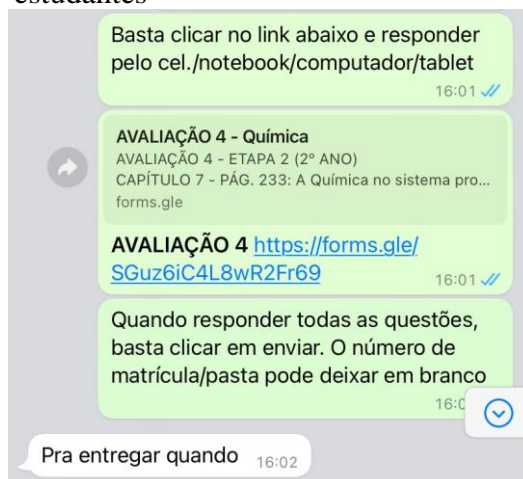 estudantes
Basta clicar no link abaixo e responder
pelo cel./notebook/computador/tablet
16:01
AVALIAÇÃO 4 - Química
AVALIAÇÃO 4 - ETAPA 2 (2º ANO)
CAPÍTULO 7 - PÁG. 233: A Química no sistema pro...
forms.gle
AVALIAÇÃO 4 https://forms.gle/
SGuz6iC4L8wR2Fr69
16:01
Quando responder todas as questões,
basta clicar em enviar. O número de
matrícula/pasta pode deixar em branco
Pra entregar quando 16:02